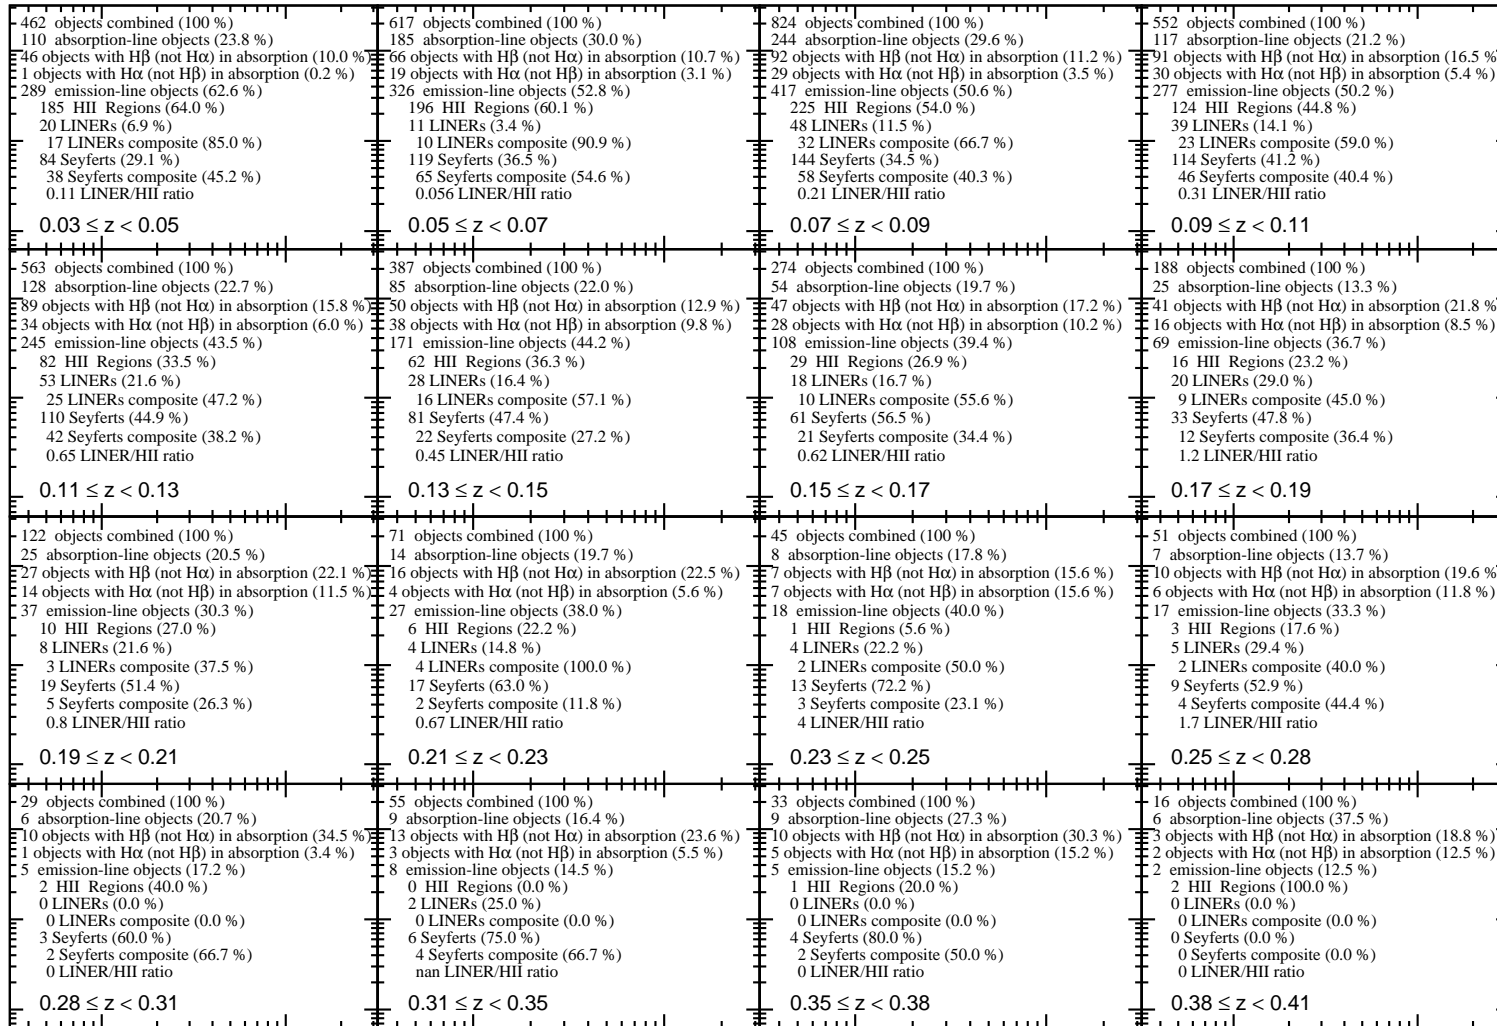 462 objects combined (100 %)
110 absorption-line objects (23.8 %)
46 objects with Hβ (not Hα) in absorption (10.0 %)
1 objects with Hα (not Hβ) in absorption (0.2 %)
289 emission-line objects (62.6 %)
185 HII Regions (64.0 %)
20 LINERs (6.9 %)
17 LINERs composite (85.0 %)
84 Seyferts (29.1 %)
38 Seyferts composite (45.2 %)
0.11 LINER/HII ratio
0.03 ≤ z < 0.05
617 objects combined (100 %)
185 absorption-line objects (30.0 %)
66 objects with Hβ (not Hα) in absorption (10.7 %)
19 objects with Hα (not Hβ) in absorption (3.1 %)
326 emission-line objects (52.8 %)
196 HII Regions (60.1 %)
11 LINERs (3.4 %)
10 LINERs composite (90.9 %)
119 Seyferts (36.5 %)
65 Seyferts composite (54.6 %)
0.056 LINER/HII ratio
0.05 ≤ z < 0.07
824 objects combined (100 %)
244 absorption-line objects (29.6 %)
92 objects with Hβ (not Hα) in absorption (11.2 %)
29 objects with Hα (not Hβ) in absorption (3.5 %)
417 emission-line objects (50.6 %)
225 HII Regions (54.0 %)
48 LINERs (11.5 %)
32 LINERs composite (66.7 %)
144 Seyferts (34.5 %)
58 Seyferts composite (40.3 %)
0.21 LINER/HII ratio
0.07 ≤ z < 0.09
552 objects combined (100 %)
117 absorption-line objects (21.2 %)
91 objects with Hβ (not Hα) in absorption (16.5 %
30 objects with Hα (not Hβ) in absorption (5.4 %)
277 emission-line objects (50.2 %)
124 HII Regions (44.8 %)
39 LINERs (14.1 %)
23 LINERs composite (59.0 %)
114 Seyferts (41.2 %)
46 Seyferts composite (40.4 %)
0.31 LINER/HII ratio
0.09 ≤ z < 0.11
563 objects combined (100 %)
128 absorption-line objects (22.7 %)
89 objects with Hβ (not Hα) in absorption (15.8 %)
34 objects with Hα (not Hβ) in absorption (6.0 %)
245 emission-line objects (43.5 %)
82 HII Regions (33.5 %)
53 LINERs (21.6 %)
25 LINERs composite (47.2 %)
110 Seyferts (44.9 %)
42 Seyferts composite (38.2 %)
0.65 LINER/HII ratio
0.11 ≤ z < 0.13
387 objects combined (100 %)
85 absorption-line objects (22.0 %)
50 objects with Hβ (not Hα) in absorption (12.9 %)
38 objects with Hα (not Hβ) in absorption (9.8 %)
171 emission-line objects (44.2 %)
62 HII Regions (36.3 %)
28 LINERs (16.4 %)
16 LINERs composite (57.1 %)
81 Seyferts (47.4 %)
22 Seyferts composite (27.2 %)
0.45 LINER/HII ratio
0.13 ≤ z < 0.15
274 objects combined (100 %)
54 absorption-line objects (19.7 %)
47 objects with Hβ (not Hα) in absorption (17.2 %)
28 objects with Hα (not Hβ) in absorption (10.2 %)
108 emission-line objects (39.4 %)
29 HII Regions (26.9 %)
18 LINERs (16.7 %)
10 LINERs composite (55.6 %)
61 Seyferts (56.5 %)
21 Seyferts composite (34.4 %)
0.62 LINER/HII ratio
0.15 ≤ z < 0.17
188 objects combined (100 %)
25 absorption-line objects (13.3 %)
41 objects with Hβ (not Hα) in absorption (21.8 %
16 objects with Hα (not Hβ) in absorption (8.5 %)
69 emission-line objects (36.7 %)
16 HII Regions (23.2 %)
20 LINERs (29.0 %)
9 LINERs composite (45.0 %)
33 Seyferts (47.8 %)
12 Seyferts composite (36.4 %)
1.2 LINER/HII ratio
0.17 ≤ z < 0.19
122 objects combined (100 %)
25 absorption-line objects (20.5 %)
27 objects with Hβ (not Hα) in absorption (22.1 %)
14 objects with Hα (not Hβ) in absorption (11.5 %)
37 emission-line objects (30.3 %)
10 HII Regions (27.0 %)
8 LINERs (21.6 %)
3 LINERs composite (37.5 %)
19 Seyferts (51.4 %)
5 Seyferts composite (26.3 %)
0.8 LINER/HII ratio
0.19 ≤ z < 0.21
71 objects combined (100 %)
14 absorption-line objects (19.7 %)
16 objects with Hβ (not Hα) in absorption (22.5 %)
4 objects with Hα (not Hβ) in absorption (5.6 %)
27 emission-line objects (38.0 %)
6 HII Regions (22.2 %)
4 LINERs (14.8 %)
4 LINERs composite (100.0 %)
17 Seyferts (63.0 %)
2 Seyferts composite (11.8 %)
0.67 LINER/HII ratio
0.21 ≤ z < 0.23
45 objects combined (100 %)
8 absorption-line objects (17.8 %)
7 objects with Hβ (not Hα) in absorption (15.6 %)
7 objects with Hα (not Hβ) in absorption (15.6 %)
18 emission-line objects (40.0 %)
1 HII Regions (5.6 %)
4 LINERs (22.2 %)
2 LINERs composite (50.0 %)
13 Seyferts (72.2 %)
3 Seyferts composite (23.1 %)
4 LINER/HII ratio
0.23 ≤ z < 0.25
51 objects combined (100 %)
7 absorption-line objects (13.7 %)
10 objects with Hβ (not Hα) in absorption (19.6 %
6 objects with Hα (not Hβ) in absorption (11.8 %)
17 emission-line objects (33.3 %)
3 HII Regions (17.6 %)
5 LINERs (29.4 %)
2 LINERs composite (40.0 %)
9 Seyferts (52.9 %)
4 Seyferts composite (44.4 %)
1.7 LINER/HII ratio
0.25 ≤ z < 0.28
29 objects combined (100 %)
6 absorption-line objects (20.7 %)
10 objects with Hβ (not Hα) in absorption (34.5 %)
1 objects with Hα (not Hβ) in absorption (3.4 %)
5 emission-line objects (17.2 %)
2 HII Regions (40.0 %)
0 LINERs (0.0 %)
0 LINERs composite (0.0 %)
3 Seyferts (60.0 %)
2 Seyferts composite (66.7 %)
0 LINER/HII ratio
0.28 ≤ z < 0.31
55 objects combined (100 %)
9 absorption-line objects (16.4 %)
13 objects with Hβ (not Hα) in absorption (23.6 %)
3 objects with Hα (not Hβ) in absorption (5.5 %)
8 emission-line objects (14.5 %)
0 HII Regions (0.0 %)
2 LINERs (25.0 %)
0 LINERs composite (0.0 %)
6 Seyferts (75.0 %)
4 Seyferts composite (66.7 %)
nan LINER/HII ratio
0.31 ≤ z < 0.35
33 objects combined (100 %)
9 absorption-line objects (27.3 %)
10 objects with Hβ (not Hα) in absorption (30.3 %)
5 objects with Hα (not Hβ) in absorption (15.2 %)
5 emission-line objects (15.2 %)
1 HII Regions (20.0 %)
0 LINERs (0.0 %)
0 LINERs composite (0.0 %)
4 Seyferts (80.0 %)
2 Seyferts composite (50.0 %)
0 LINER/HII ratio
0.35 ≤ z < 0.38
16 objects combined (100 %)
6 absorption-line objects (37.5 %)
3 objects with Hβ (not Hα) in absorption (18.8 %)
2 objects with Hα (not Hβ) in absorption (12.5 %)
2 emission-line objects (12.5 %)
2 HII Regions (100.0 %)
0 LINERs (0.0 %)
0 LINERs composite (0.0 %)
0 Seyferts (0.0 %)
0 Seyferts composite (0.0 %)
0 LINER/HII ratio
0.38 ≤ z < 0.41